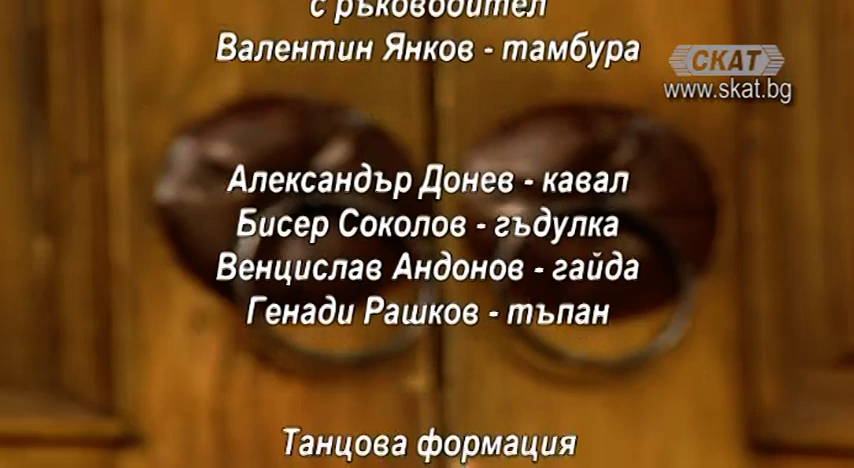 с ръководител
Валентин Янков - тамбура
СКАТ
www.skat.bg
Александър Донев - кавал
Бисер Соколов - гъдулка
Венцислав Андонов - гайда
Генади Рашков - тъпан
Танцова формация